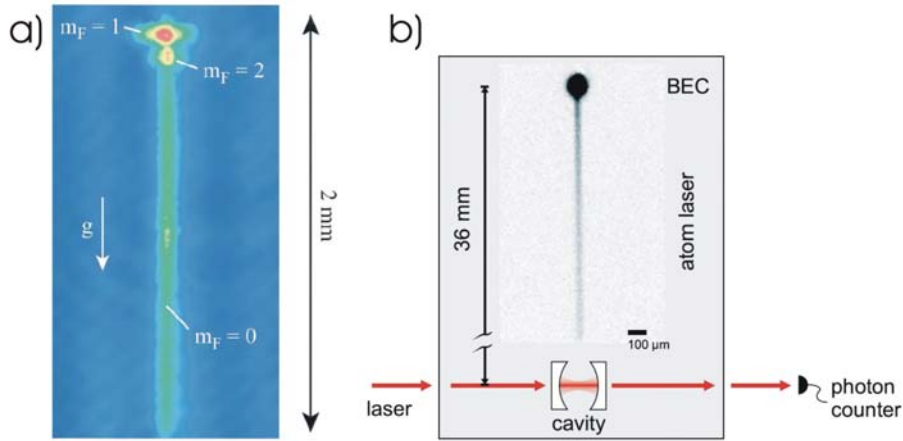 a)
m_F = 1
m_F = 2
g
m_F = 0
2 mm
b)
BEC
36 mm
atom laser
100 µm
laser
cavity
photon
counter